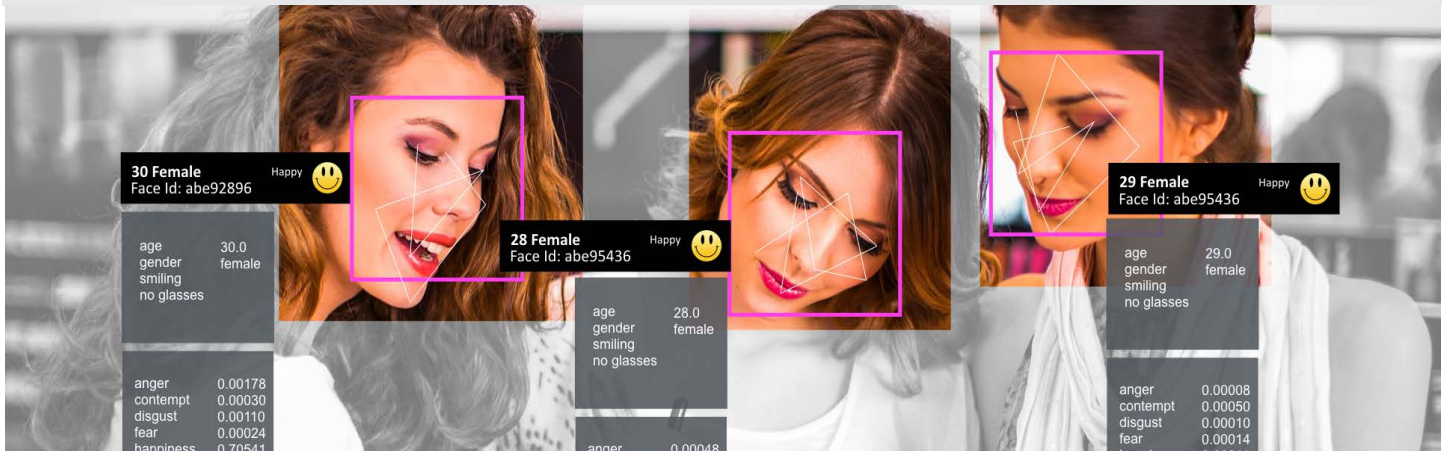 30 Female
Happy
Face Id: abe92896
age 30.0
gender female
smiling
no glasses
anger 0.00178
contempt 0.00030
disgust 0.00110
fear 0.00024
happiness 0.70541
28 Female
Happy
Face Id: abe95436
age 28.0
gender female
smiling
no glasses
anger 0.00048
29 Female
Happy
Face Id: abe95436
age 29.0
gender female
smiling
no glasses
anger 0.00008
contempt 0.00050
disgust 0.00010
fear 0.00014